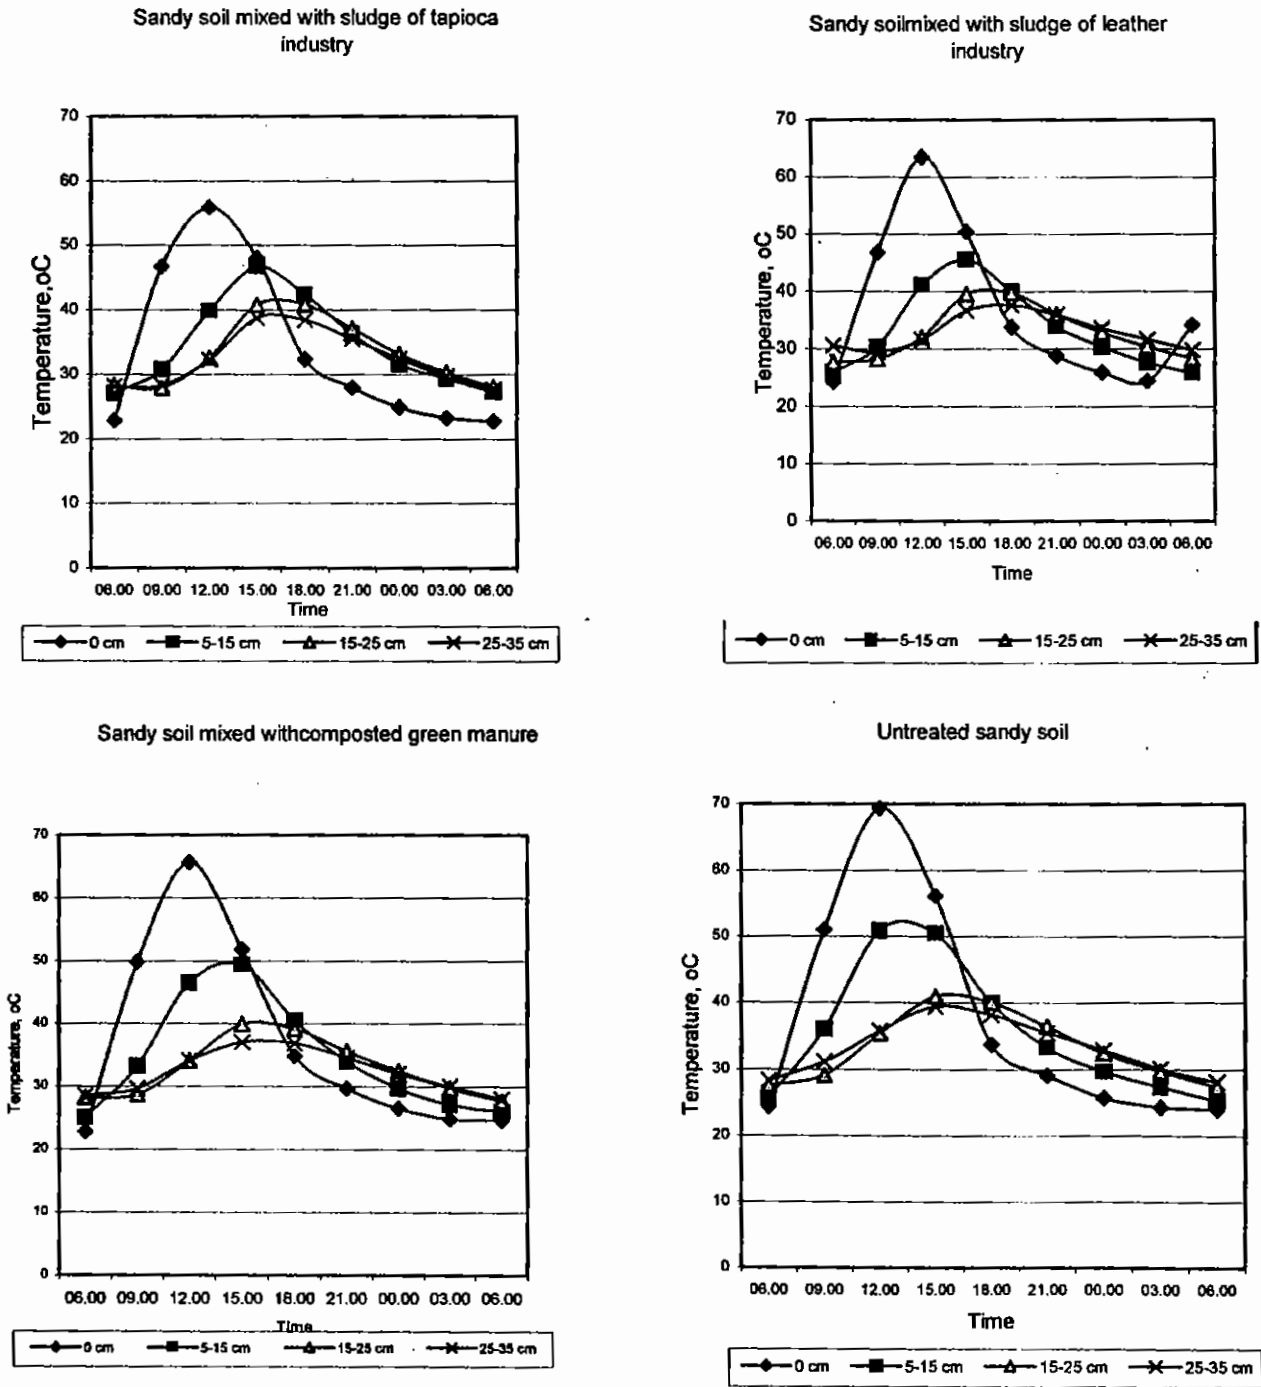 Sandy soil mixed with sludge of tapioca
industry
Temperature,oC
70
60
50
40
30
20
10
0
06.00 09.00 12.00 15.00 18.00 21.00 00.00 03.00 06.00
Time
0 cm 5-15 cm 15-25 cm 25-35 cm
Sandy soilmixed with sludge of leather
industry
Temperature, oC
70
60
50
40
30
20
10
0
06.00 09.00 12.00 15.00 18.00 21.00 00.00 03.00 06.00
Time
0 cm 5-15 cm 15-25 cm 25-35 cm
Sandy soil mixed withcomposted green manure
Temperature, oC
70
60
50
40
30
20
10
0
06.00 09.00 12.00 15.00 18.00 21.00 00.00 03.00 06.00
Time
0 cm 5-15 cm 15-25 cm 25-35 cm
Untreated sandy soil
Temperature, oC
70
60
50
40
30
20
10
0
06.00 09.00 12.00 15.00 18.00 21.00 00.00 03.00 06.00
Time
0 cm 5-15 cm 15-25 cm 25-35 cm